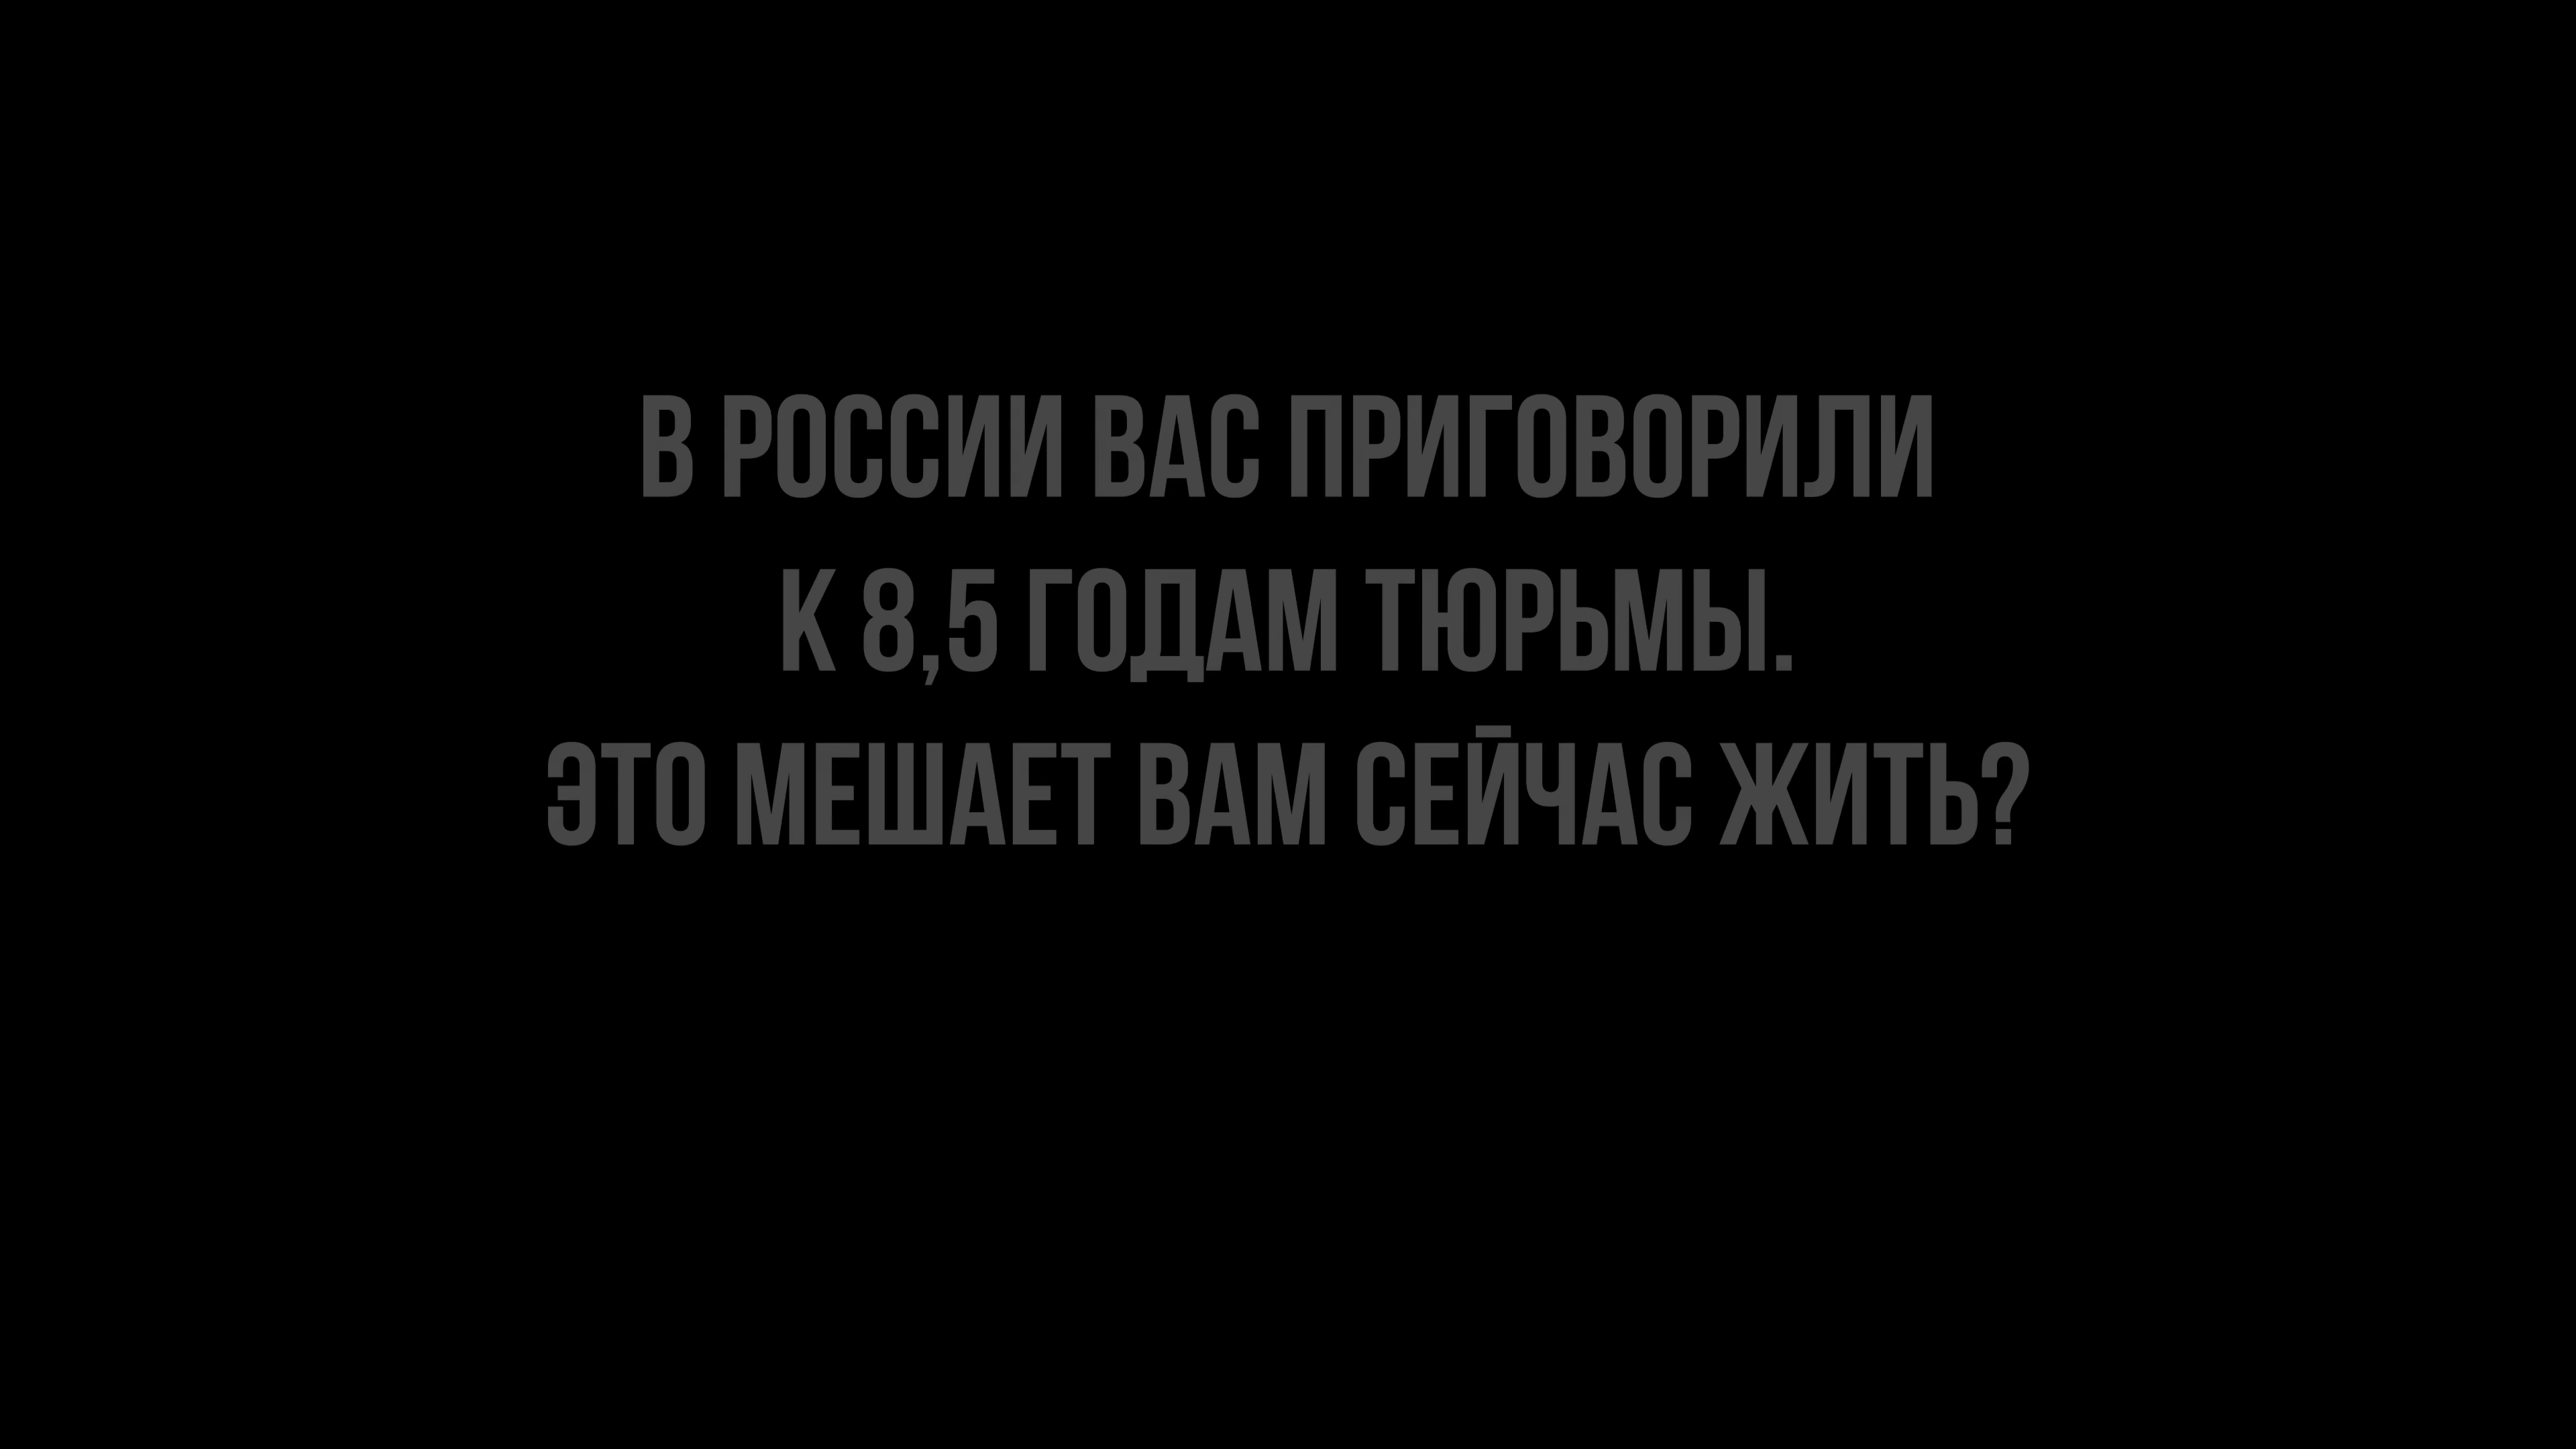 В РОССИИ ВАС ПРИГОВОРИЛИ
К 8,5 ГОДАМ ТЮРЬМЫ.
ЭТО МЕШАЕТ ВАМ СЕЙЧАС ЖИТЬ?